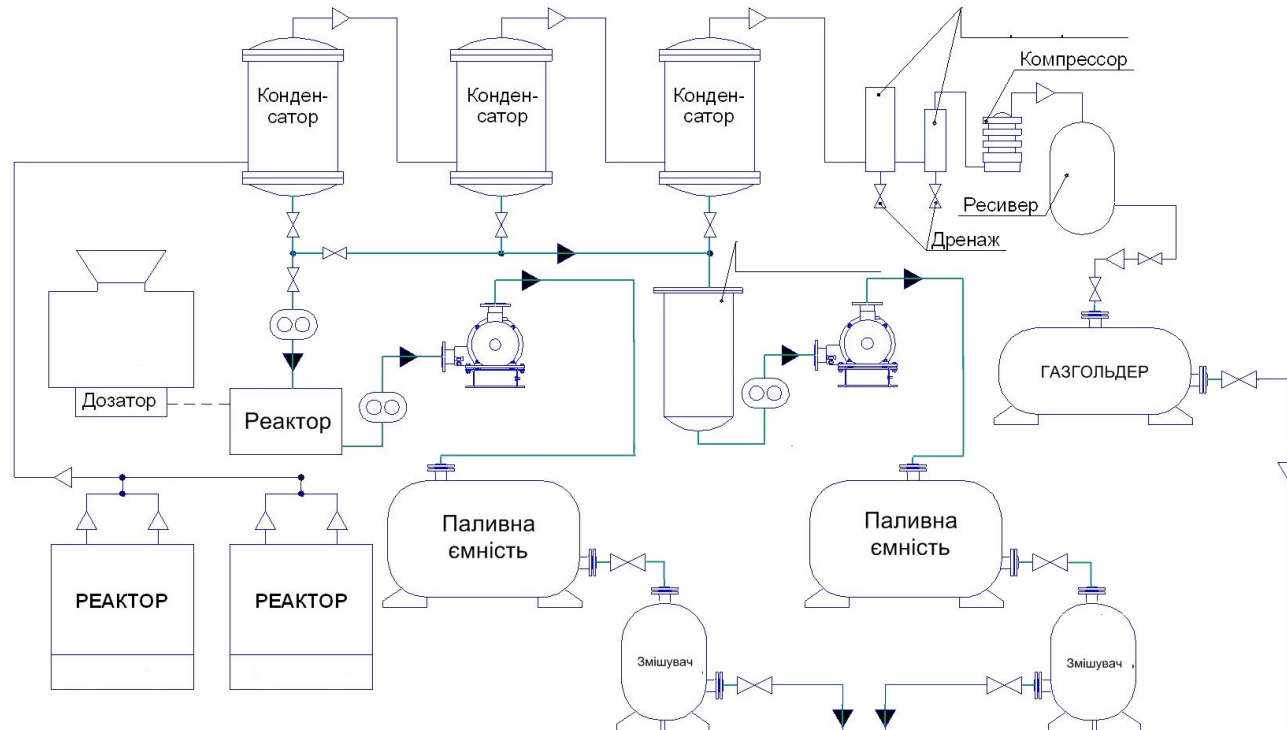 Компрессор
Конден-
сатор
Конден-
сатор
Конден-
сатор
Ресивер
Дренаж
ГАЗГОЛЬДЕР
Дозатор
Реактор
Паливна
ємність
Паливна
ємність
РЕАКТОР
РЕАКТОР
Змішувач
Змішувач